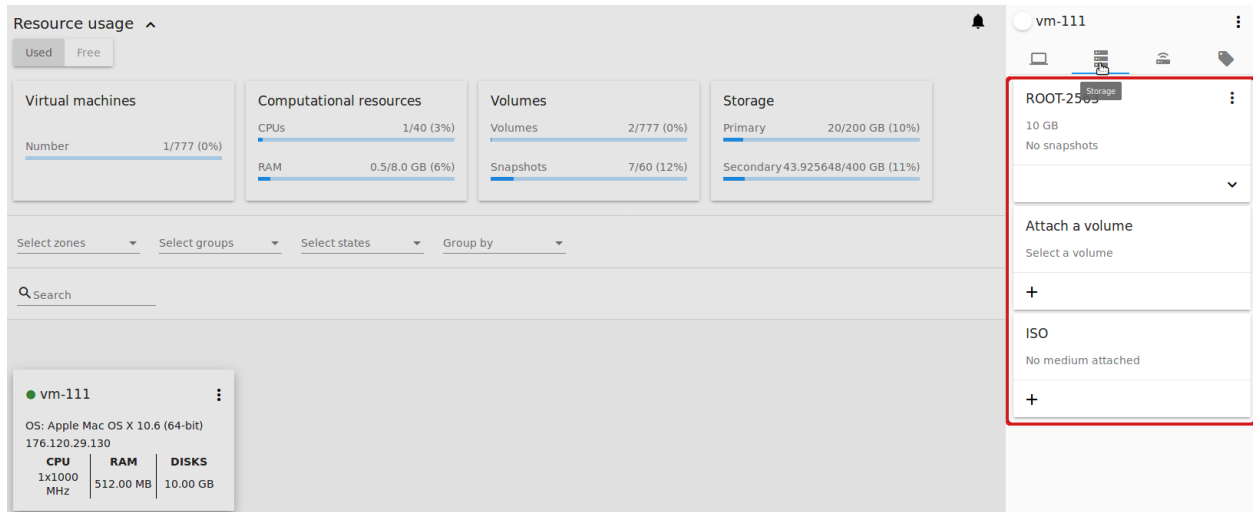 Resource usage
Used Free
Virtual machines
Number 1/777 (0%)
Computational resources
CPUs 1/40 (3%)
RAM 0.5/8.0 GB (6%)
Volumes
Volumes 2/777 (0%)
Snapshots 7/60 (12%)
Storage
Primary 20/200 GB (10%)
Secondary 43.925648/400 GB (11%)
Select zones Select groups Select states Group by
Search
vm-111
OS: Apple Mac OS X 10.6 (64-bit)
176.120.29.130
CPU RAM DISKS
1x1000 MHz 512.00 MB 10.00 GB
vm-111
Storage
10 GB
No snapshots
Attach a volume
Select a volume
+
ISO
No medium attached
+